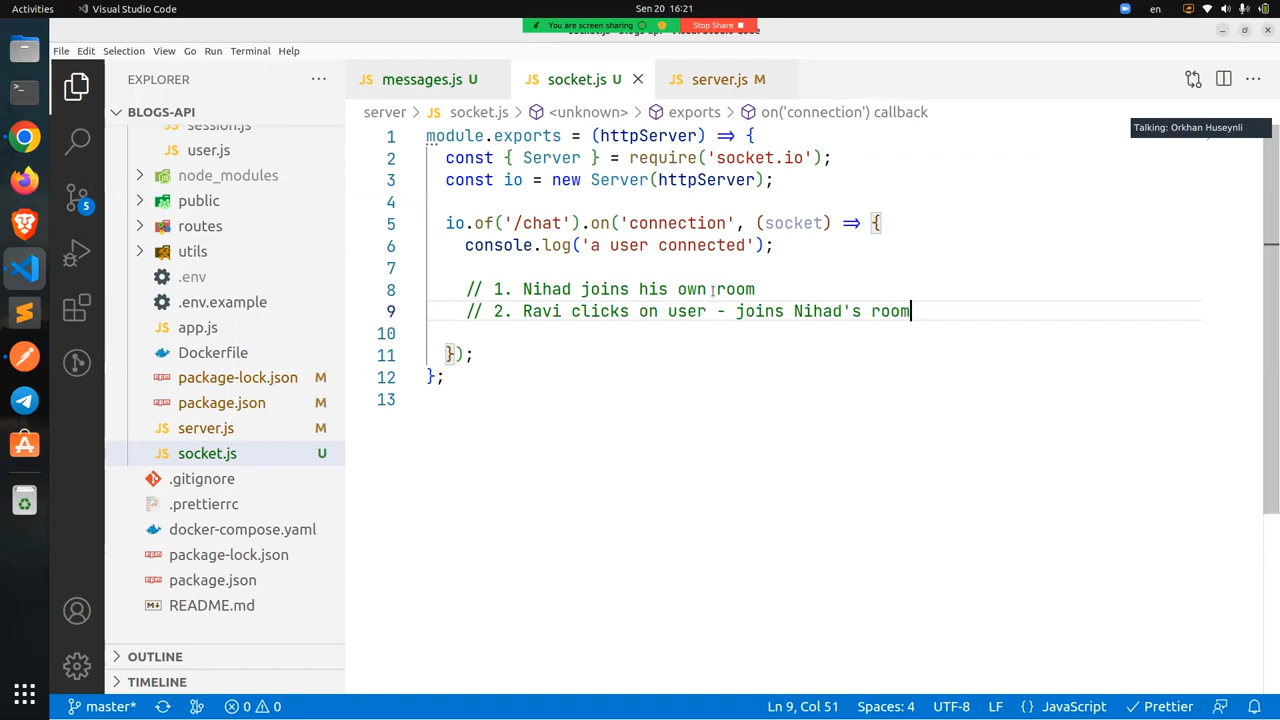 Activities
Visual Studio Code
Sen 20 16:21
en
You are screen sharing
Stop Share
File Edit Selection View Go Run Terminal Help
EXPLORER
messages.js U
socket.js U
server.js M
BLOGS-API
server > socket.js > <unknown> > exports > on('connection') callback
Talking: Orkhan Huseynli
session.js
user.js
node_modules
public
routes
utils
.env
.env.example
app.js
Dockerfile
package-lock.json M
package.json M
server.js M
socket.js U
.gitignore
.prettierrc
docker-compose.yaml
package-lock.json
package.json
README.md
OUTLINE
TIMELINE
1 module.exports = (httpServer) => {
2 const { Server } = require('socket.io');
3 const io = new Server(httpServer);
4
5 io.of('/chat').on('connection', (socket) => {
6 console.log('a user connected');
7
8 // 1. Nihad joins his own room
9 // 2. Ravi clicks on user - joins Nihad's room
10
11 });
12 };
13
5
master* 0 0 Ln 9, Col 51 Spaces: 4 UTF-8 LF {} JavaScript Prettier